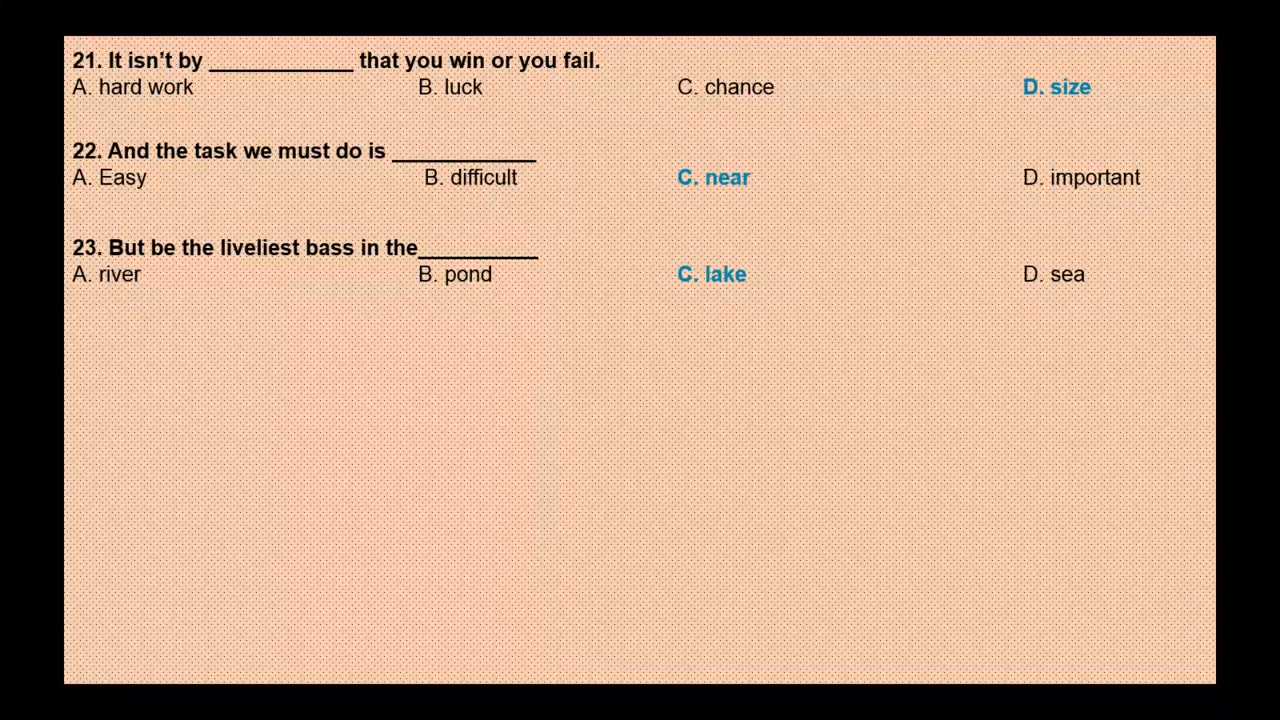 21. It isn’t by ____________ that you win or you fail.
A. hard work B. luck C. chance D. size
22. And the task we must do is ____________
A. Easy B. difficult C. near D. important
23. But be the liveliest bass in the__________
A. river B. pond C. lake D. sea